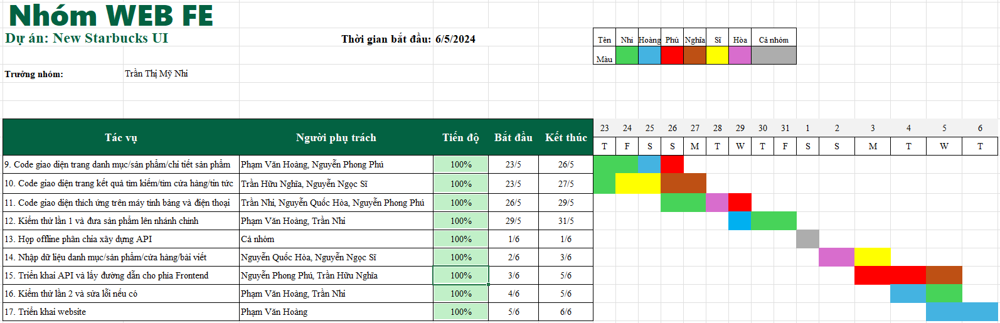 Nhóm WEB FE
Dự án: New Starbucks UI
Thời gian bắt đầu: 6/5/2024
Tên Nhi Hoàng Phú Nghĩa Sĩ Hòa Cả nhóm
Màu
Trưởng nhóm: Trần Thị Mỹ Nhi
Tác vụ Người phụ trách Tiến độ Bắt đầu Kết thúc 23 24 25 26 27 28 29 30 31 1 2 3 4 5 6
T F S S M T W T F S S M T W T
9. Code giao diện trang danh mục/sản phẩm/chi tiết sản phẩm Phạm Văn Hoàng, Nguyễn Phong Phú 100% 23/5 26/5
10. Code giao diện trang kết quả tìm kiếm/tìm cửa hàng/tin tức Trần Hữu Nghĩa, Nguyễn Ngọc Sĩ 100% 23/5 27/5
11. Code giao diện thích ứng trên máy tính bảng và điện thoại Trần Nhi, Nguyễn Quốc Hòa, Nguyễn Phong Phú 100% 26/5 29/5
12. Kiểm thử lần 1 và đưa sản phẩm lên nhánh chính Phạm Văn Hoàng, Trần Nhi 100% 29/5 31/5
13. Họp offline phân chia xây dựng API Cả nhóm 100% 1/6 1/6
14. Nhập dữ liệu danh mục/sản phẩm/cửa hàng/bài viết Nguyễn Quốc Hòa, Nguyễn Ngọc Sĩ 100% 2/6 3/6
15. Triển khai API và lấy đường dẫn cho phía Frontend Nguyễn Phong Phú, Trần Hữu Nghĩa 100% 3/6 5/6
16. Kiểm thử lần 2 và sửa lỗi nếu có Phạm Văn Hoàng, Trần Nhi 100% 4/6 5/6
17. Triển khai website Phạm Văn Hoàng 100% 5/6 6/6